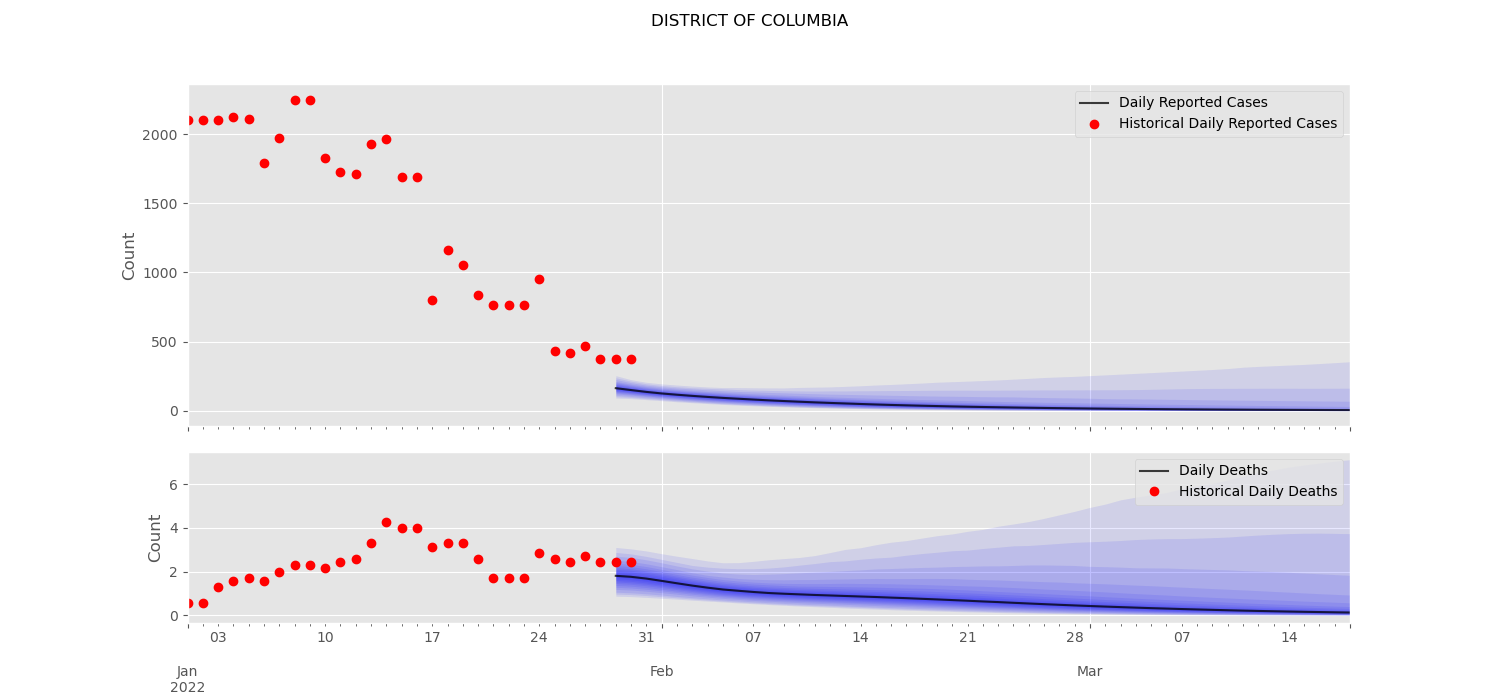 DISTRICT OF COLUMBIA
Daily Reported Cases
Historical Daily Reported Cases
Count
2000
1500
1000
500
0
Daily Deaths
Historical Daily Deaths
Count
6
4
2
0
03 10 17 24 31 07 14 21 28 07 14
Jan Feb Mar
2022